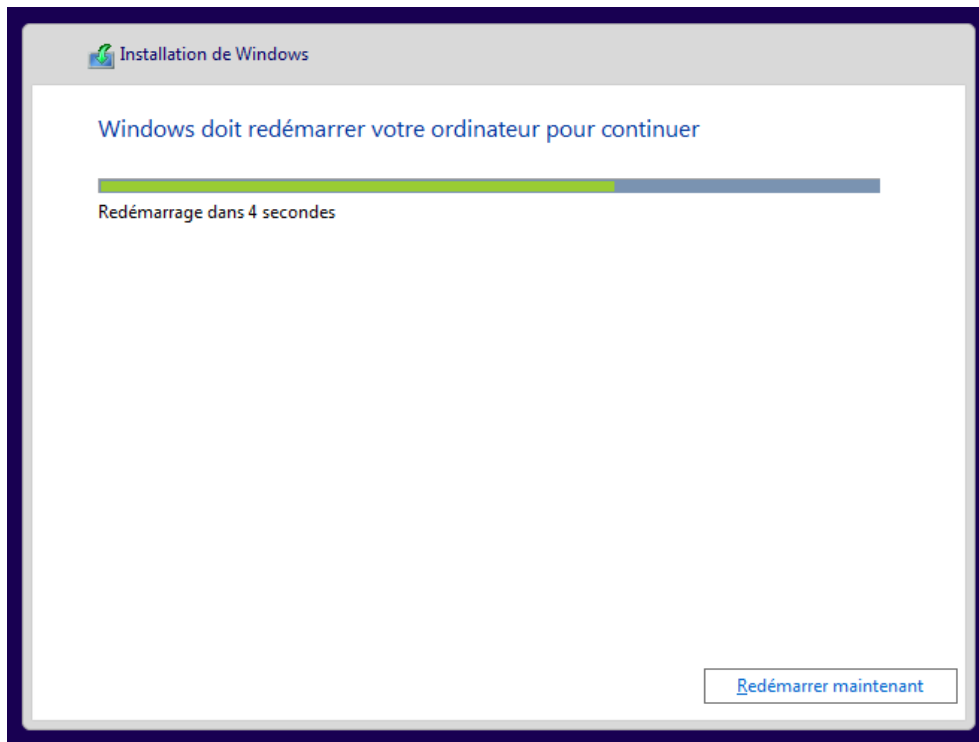 Installation de Windows
Windows doit redémarrer votre ordinateur pour continuer
Redémarrage dans 4 secondes
Redémarrer maintenant